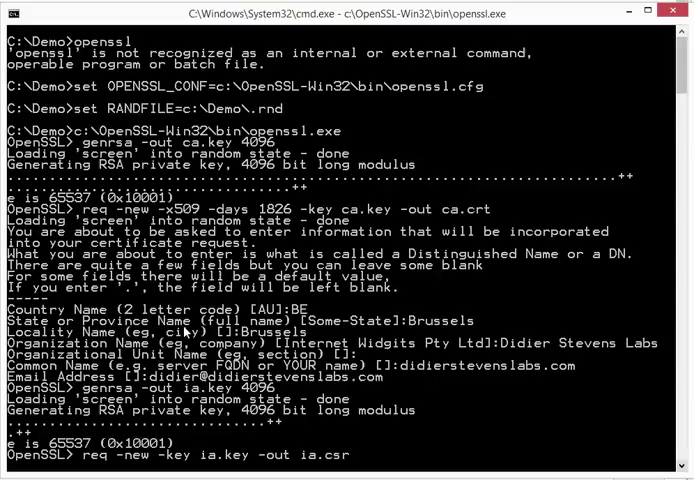 C:\Windows\System32\cmd.exe - c:\OpenSSL-Win32\bin\openssl.exe
C:\Demo>openssl
'openssl' is not recognized as an internal or external command,
operable program or batch file.
C:\Demo>set OPENSSL_CONF=c:\OpenSSL-Win32\bin\openssl.cfg
C:\Demo>set RANDFILE=c:\Demo\.rnd
C:\Demo>c:\OpenSSL-Win32\bin\openssl.exe
OpenSSL> genrsa -out ca.key 4096
Loading 'screen' into random state - done
Generating RSA private key, 4096 bit long modulus
..........................................................................++
..................................++
e is 65537 (0x10001)
OpenSSL> req -new -x509 -days 1826 -key ca.key -out ca.crt
Loading 'screen' into random state - done
You are about to be asked to enter information that will be incorporated
into your certificate request.
What you are about to enter is what is called a Distinguished Name or a DN.
There are quite a few fields but you can leave some blank
For some fields there will be a default value,
If you enter '.', the field will be left blank.
-----
Country Name (2 letter code) [AU]:BE
State or Province Name (full name) [Some-State]:Brussels
Locality Name (eg, city) []:Brussels
Organization Name (eg, company) [Internet Widgits Pty Ltd]:Didier Stevens Labs
Organizational Unit Name (eg, section) []:
Common Name (e.g. server FQDN or YOUR name) []:didierstevenslabs.com
Email Address []:didier@didierstevenslabs.com
OpenSSL> genrsa -out ia.key 4096
Loading 'screen' into random state - done
Generating RSA private key, 4096 bit long modulus
...............................++
.++
e is 65537 (0x10001)
OpenSSL> req -new -key ia.key -out ia.csr